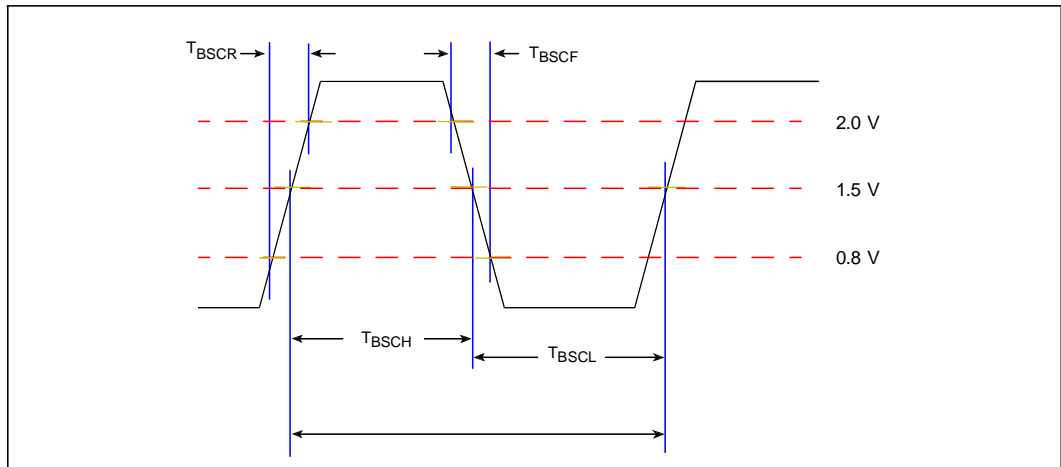 TBSCR
TBSCF
2.0 V
1.5 V
0.8 V
TBSCH
TBSCL